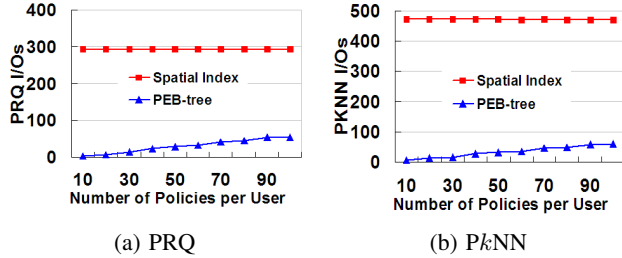 400
300
200
100
0
PRQ I/Os
Spatial Index
PEB-tree
10 30 50 70 90
Number of Policies per User
(a) PRQ
500
400
300
200
100
0
PKNN I/Os
Spatial Index
PEB-tree
10 30 50 70 90
Number of Policies per User
(b) PkNN